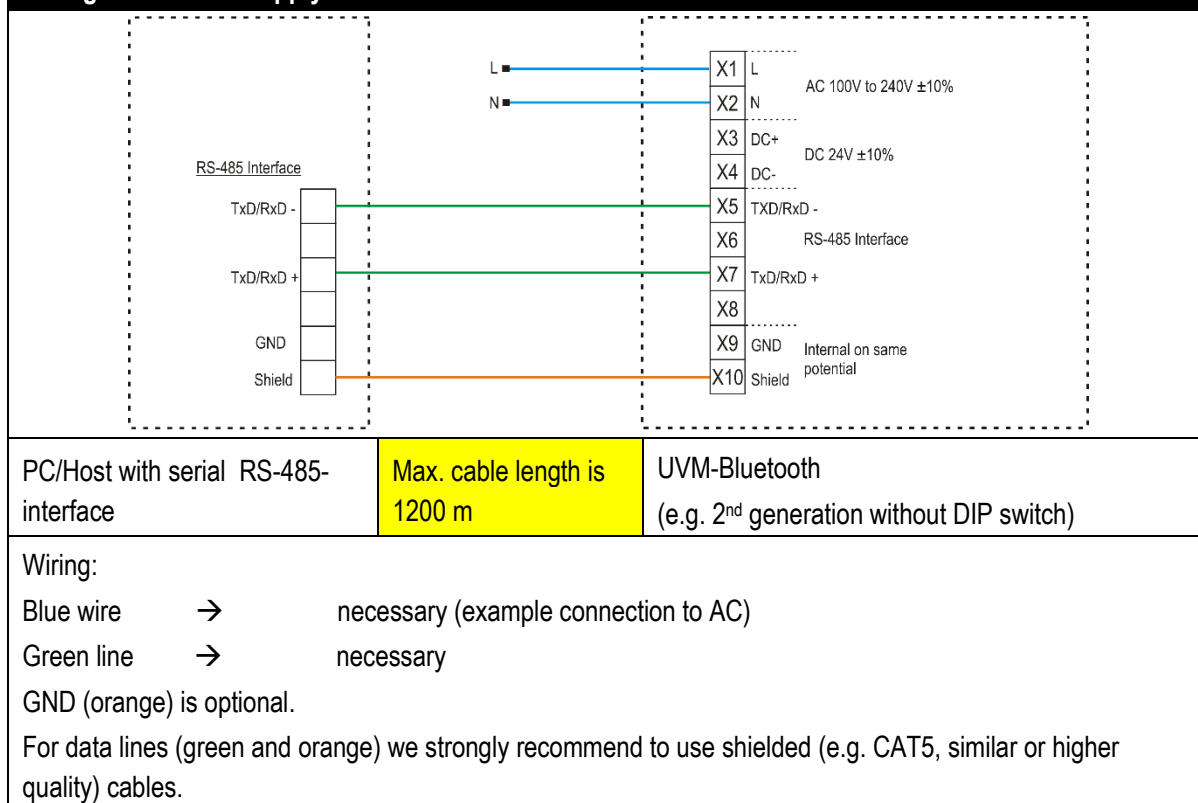 RS-485 Interface
TxD/RxD -
TxD/RxD +
GND
Shield
L
N
X1 L
X2 N
AC 100V to 240V ±10%
X3 DC+
X4 DC-
DC 24V ±10%
X5 TXD/RxD -
X6 RS-485 Interface
X7 TxD/RxD +
X8
X9 GND
X10 Shield
Internal on same
potential
PC/Host with serial RS-485-
interface
Max. cable length is
1200 m
UVM-Bluetooth
(e.g. 2nd generation without DIP switch)
Wiring:
Blue wire → necessary (example connection to AC)
Green line → necessary
GND (orange) is optional.
For data lines (green and orange) we strongly recommend to use shielded (e.g. CAT5, similar or higher
quality) cables.